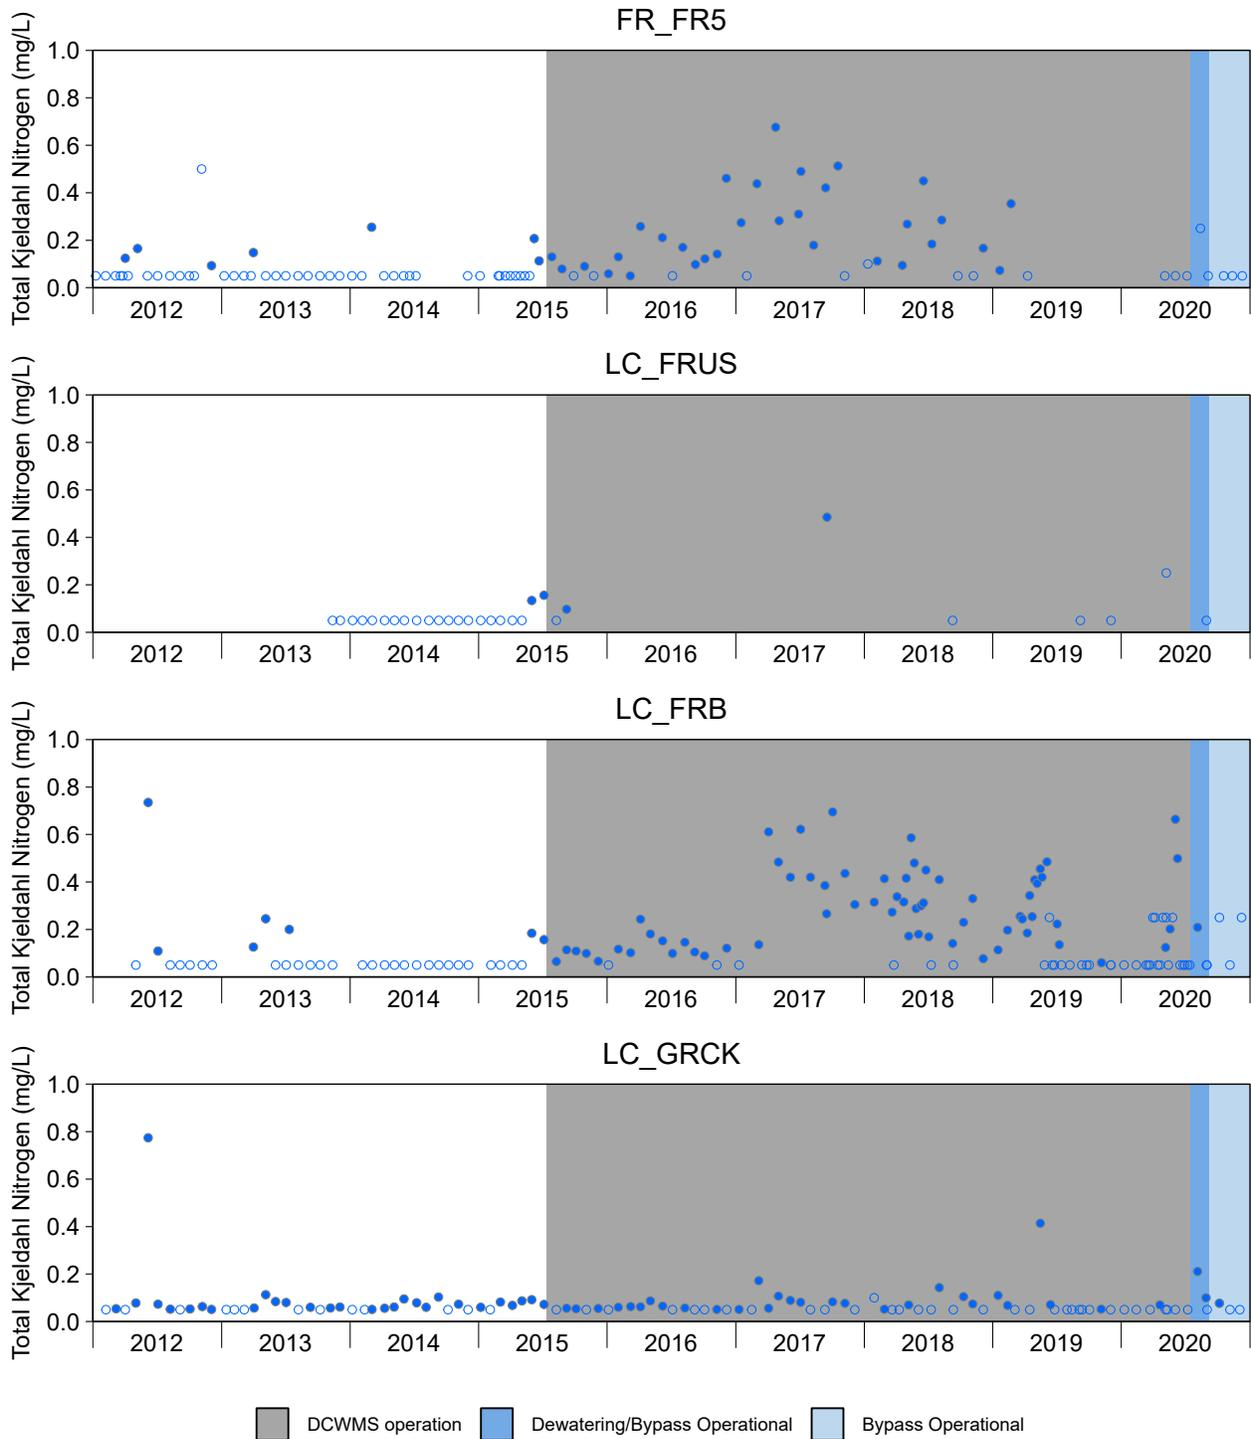 FR_FR5
Total Kjeldahl Nitrogen (mg/L)
1.0
0.8
0.6
0.4
0.2
0.0
2012 2013 2014 2015 2016 2017 2018 2019 2020
LC_FRUS
Total Kjeldahl Nitrogen (mg/L)
1.0
0.8
0.6
0.4
0.2
0.0
2012 2013 2014 2015 2016 2017 2018 2019 2020
LC_FRB
Total Kjeldahl Nitrogen (mg/L)
1.0
0.8
0.6
0.4
0.2
0.0
2012 2013 2014 2015 2016 2017 2018 2019 2020
LC_GRCK
Total Kjeldahl Nitrogen (mg/L)
1.0
0.8
0.6
0.4
0.2
0.0
2012 2013 2014 2015 2016 2017 2018 2019 2020
DCWMS operation Dewatering/Bypass Operational Bypass Operational